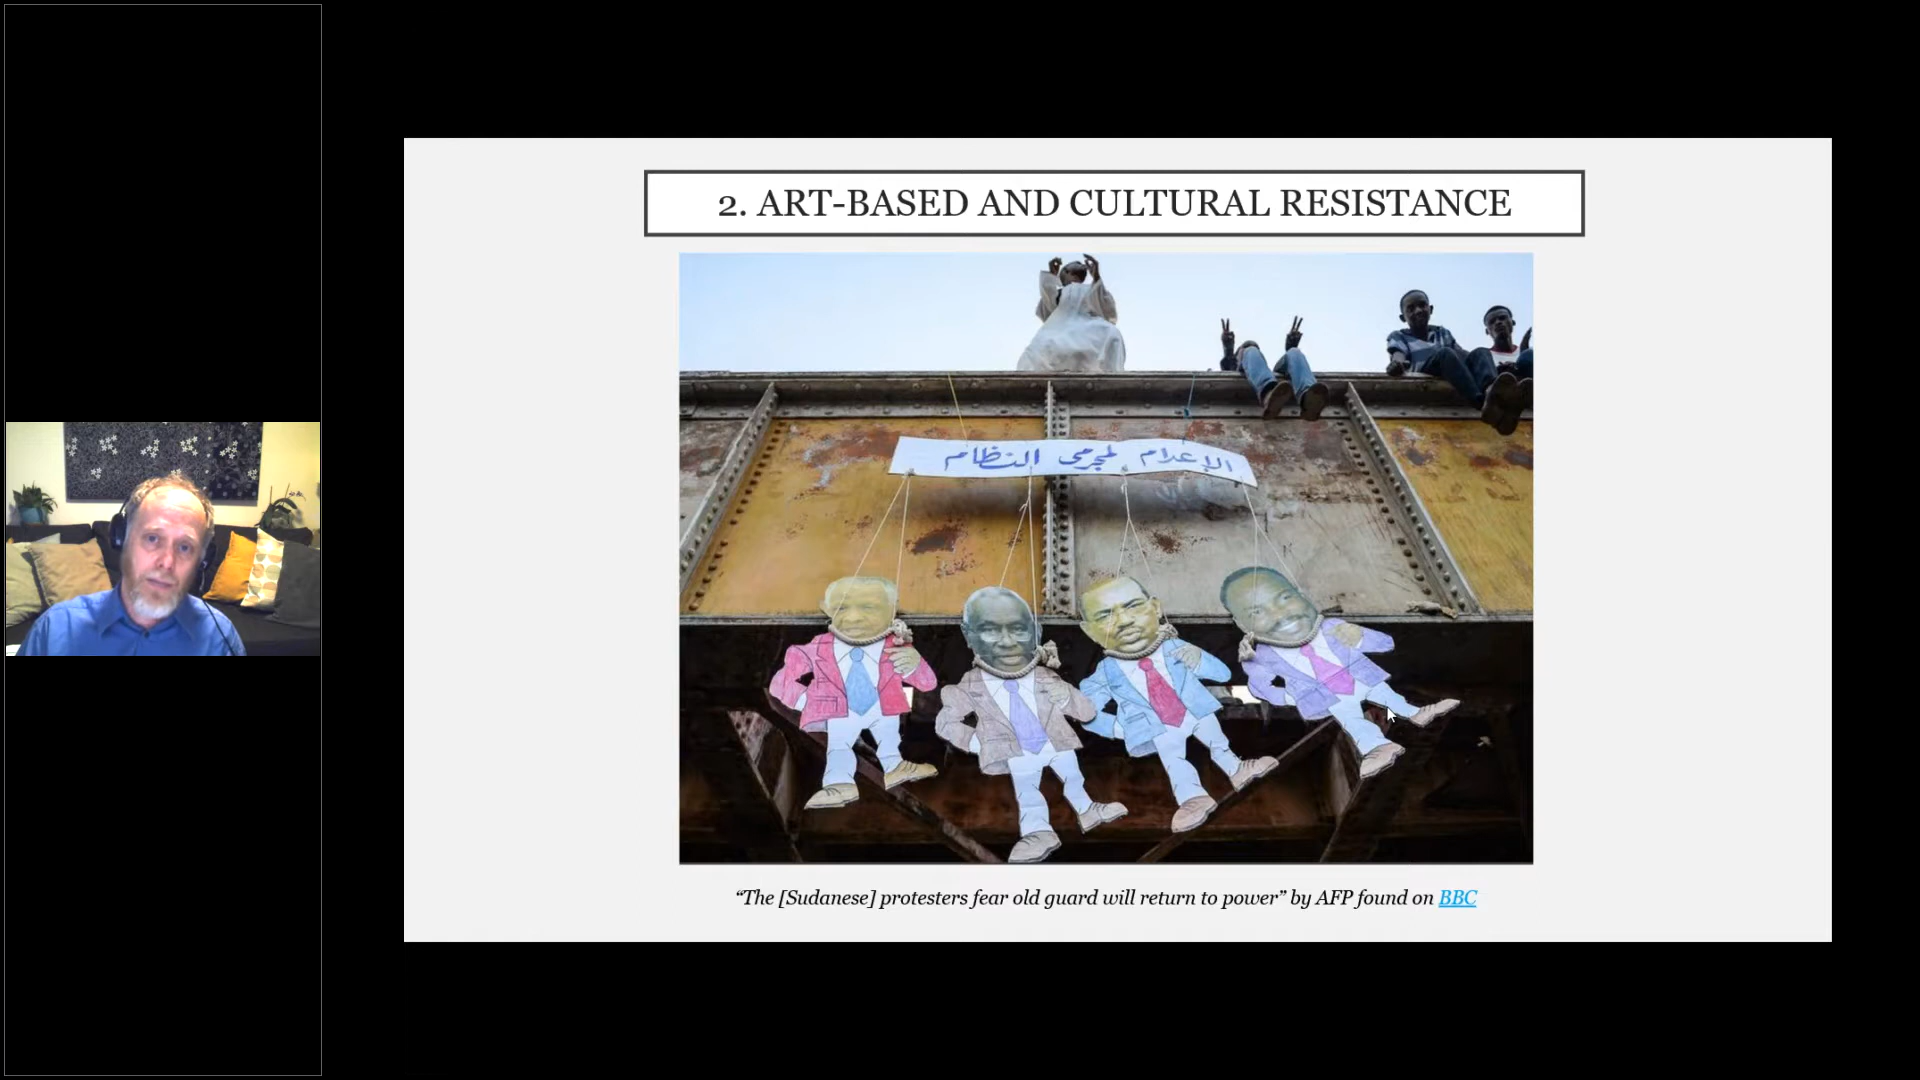 2. ART-BASED AND CULTURAL RESISTANCE
الإعدام لمجرمى النظام
“The [Sudanese] protesters fear old guard will return to power” by AFP found on BBC